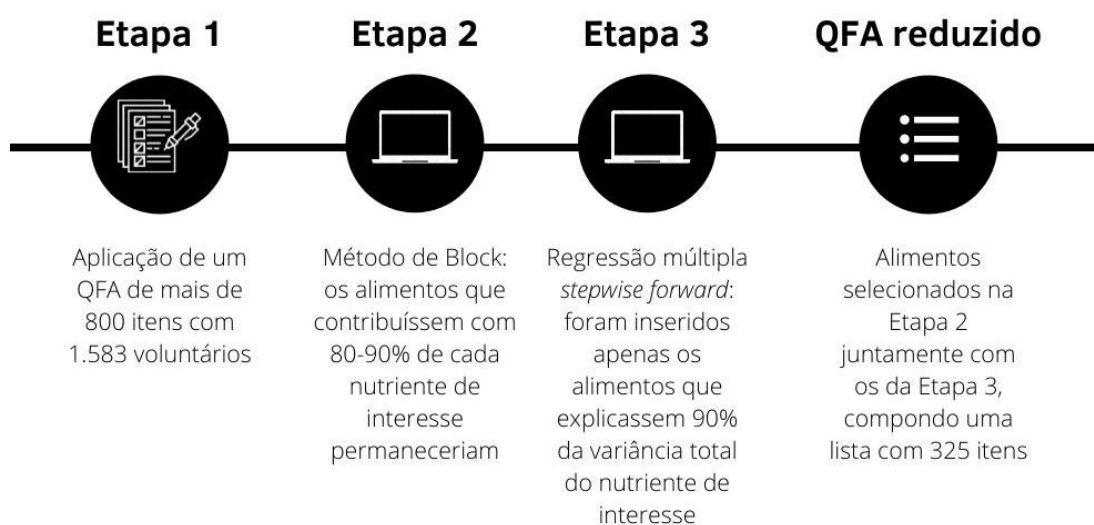 Etapa 1
Aplicação de um
QFA de mais de
800 itens com
1.583 voluntários
Etapa 2
Método de Block:
os alimentos que
contribuíssem com
80-90% de cada
nutriente de
interesse
permaneceriam
Etapa 3
Regressão múltipla
stepwise forward:
foram inseridos
apenas os
alimentos que
explicassem 90%
da variância total
do nutriente de
interesse
QFA reduzido
Alimentos
selecionados na
Etapa 2
juntamente com
os da Etapa 3,
compondo uma
lista com 325 itens